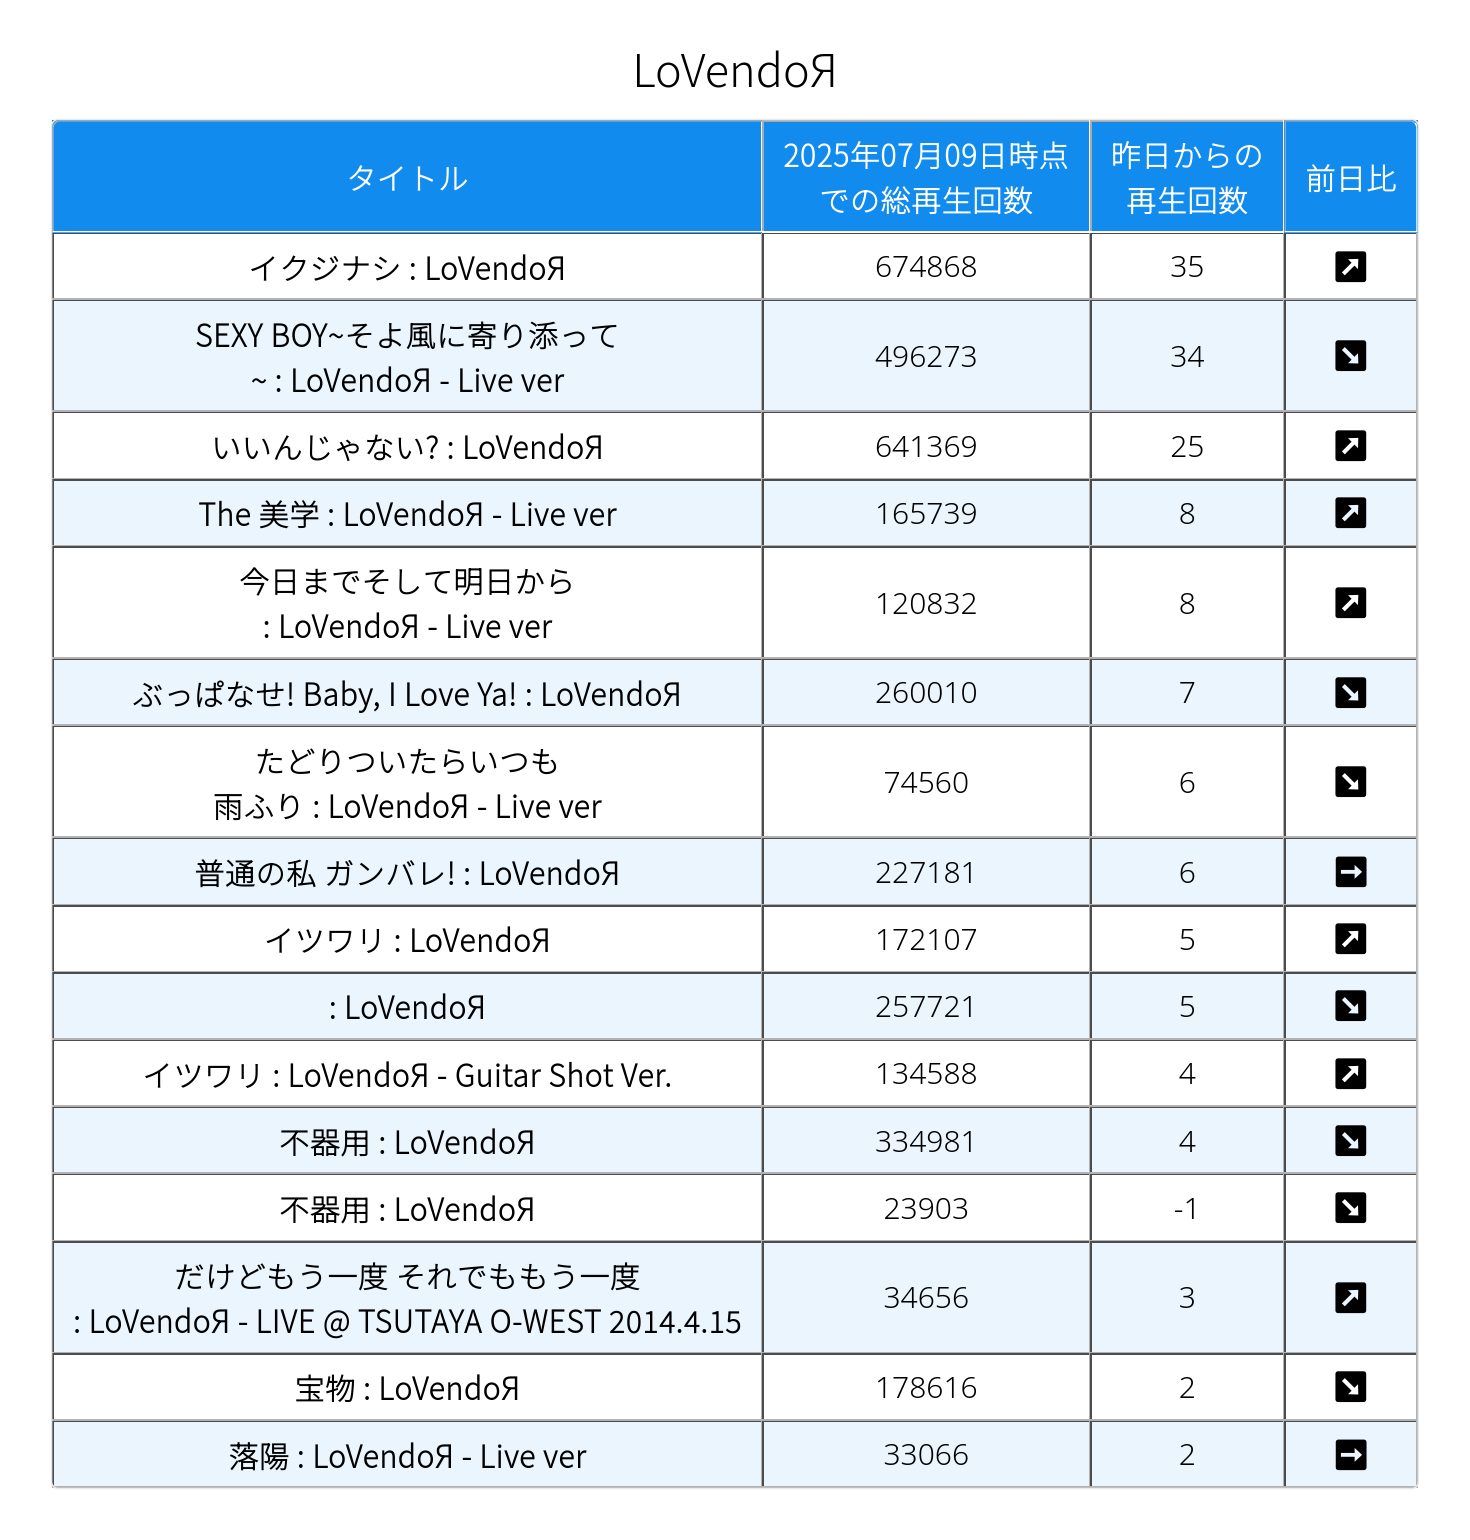 LoVendoЯ
タイトル
2025年07月09日時点
での総再生回数
昨日からの
再生回数
前日比
イクジナシ : LoVendoЯ
674868
35
SEXY BOY~そよ風に寄り添って
~ : LoVendoЯ - Live ver
496273
34
いいんじゃない? : LoVendoЯ
641369
25
The 美学 : LoVendoЯ - Live ver
165739
8
今日までそして明日から
: LoVendoЯ - Live ver
120832
8
ぶっぱなせ! Baby, I Love Ya! : LoVendoЯ
260010
7
たどりついたらいつも
雨ふり : LoVendoЯ - Live ver
74560
6
普通の私 ガンバレ! : LoVendoЯ
227181
6
イツワリ : LoVendoЯ
172107
5
: LoVendoЯ
257721
5
イツワリ : LoVendoЯ - Guitar Shot Ver.
134588
4
不器用 : LoVendoЯ
334981
4
不器用 : LoVendoЯ
23903
-1
だけどもう一度 それでももう一度
: LoVendoЯ - LIVE @ TSUTAYA O-WEST 2014.4.15
34656
3
宝物 : LoVendoЯ
178616
2
落陽 : LoVendoЯ - Live ver
33066
2